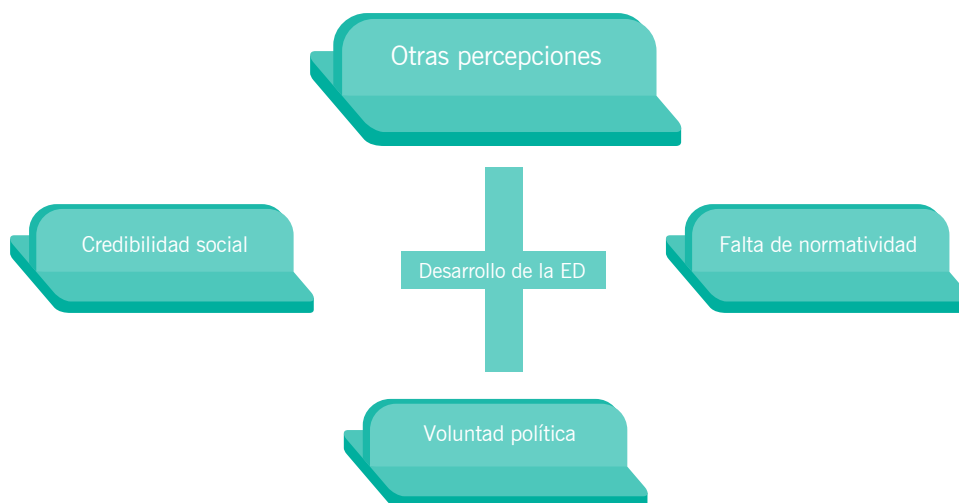 Otras percepciones
Credibilidad social
Desarrollo de la ED
Falta de normatividad
Voluntad política